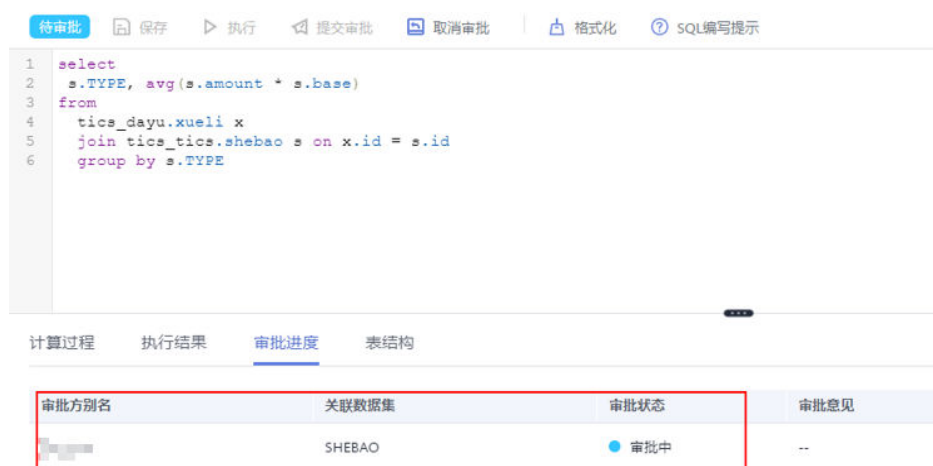 待审批 保存 执行 提交审批 取消审批 格式化 SQL编写提示
1 select
2 s.TYPE, avg(s.amount * s.base)
3 from
4 tics_dayu.xueli x
5 join tics_tics.shebao s on x.id = s.id
6 group by s.TYPE
计算过程 执行结果 审批进度 表结构
审批方别名 关联数据集 审批状态 审批意见
SHEBAO 审批中 --